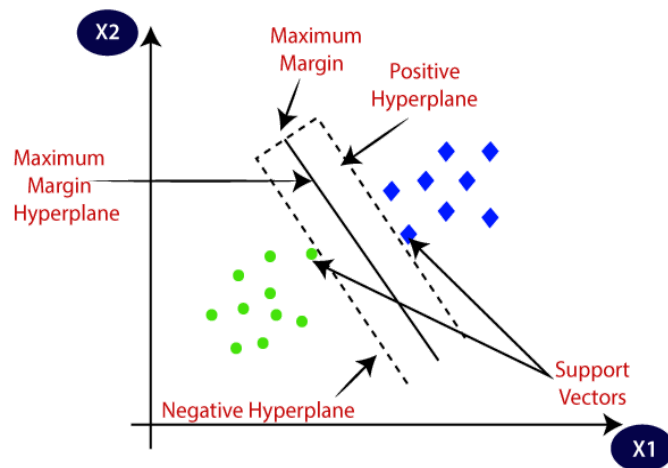 X2
Maximum
Margin
Positive
Hyperplane
Maximum
Margin
Hyperplane
Support
Vectors
Negative Hyperplane
X1